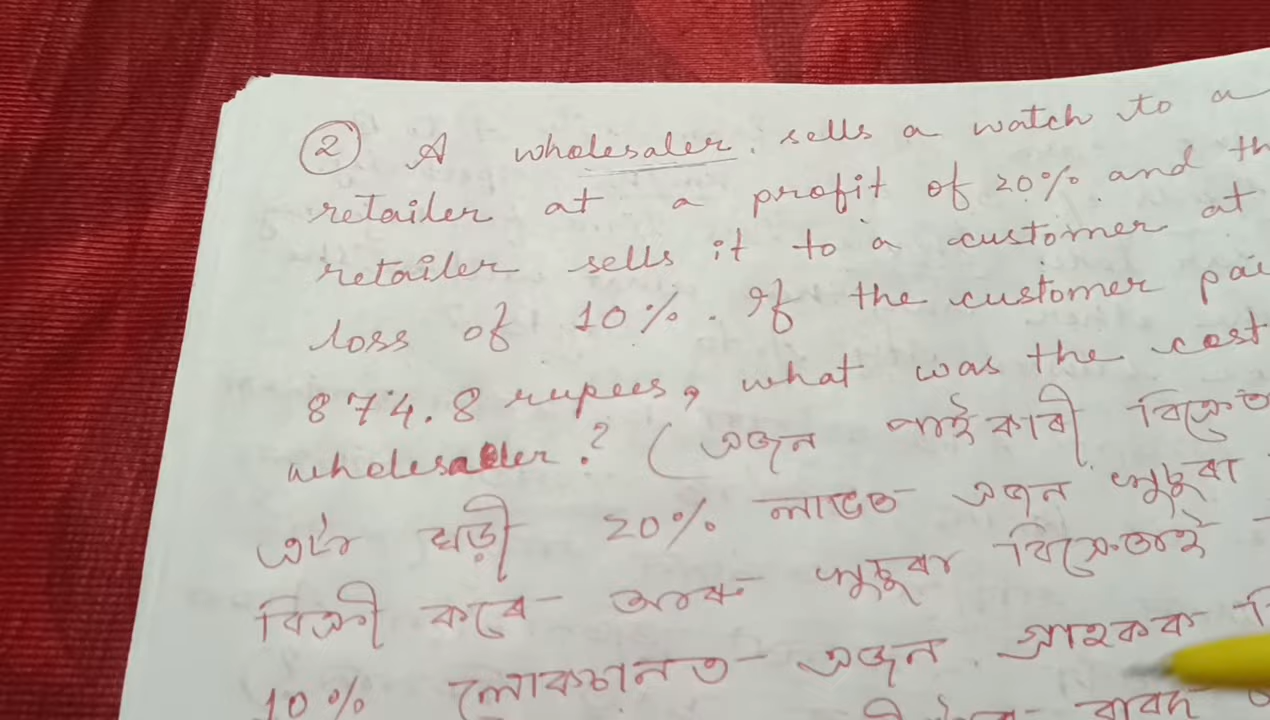 ② A wholesaler sells a watch to a
retailer at a profit of 20% and
retailer sells it to a customer at
loss of 10%. If the customer
874.8 rupees, what was the cost
wholesaler? (এজন পাইকাৰী
এটা ঘড়ী 20% লাভত এজন খুচুৰা
বিক্ৰী কৰে আৰু খুচুৰা বিক্ৰেতাই
10% লোকচানত এজন গ্ৰাহকক
বাবদ